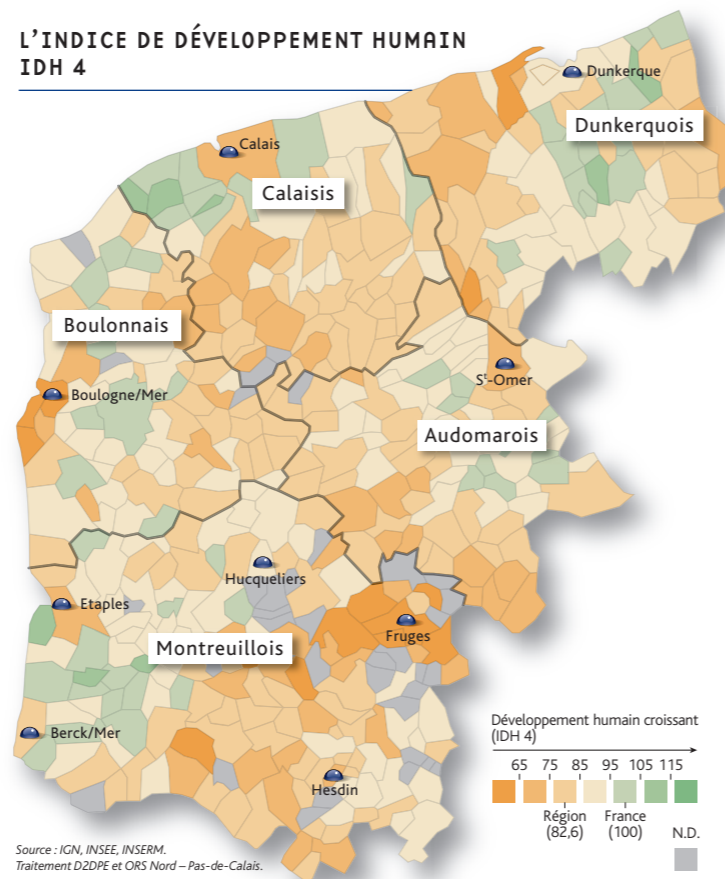 L'INDICE DE DÉVELOPPEMENT HUMAIN
IDH 4
Dunkerque
Dunkerquois
Calais
Calaisis
Boulonnais
Boulogne/Mer
St-Omer
Audomarois
Hucqueliers
Etaples
Fruges
Montreuillois
Berck/Mer
Hesdin
Développement humain croissant
(IDH 4)
65 75 85 95 105 115
Région
(82,6)
France
(100)
N.D.
Source : IGN, INSEE, INSERM.
Traitement D2DPE et ORS Nord – Pas-de-Calais.